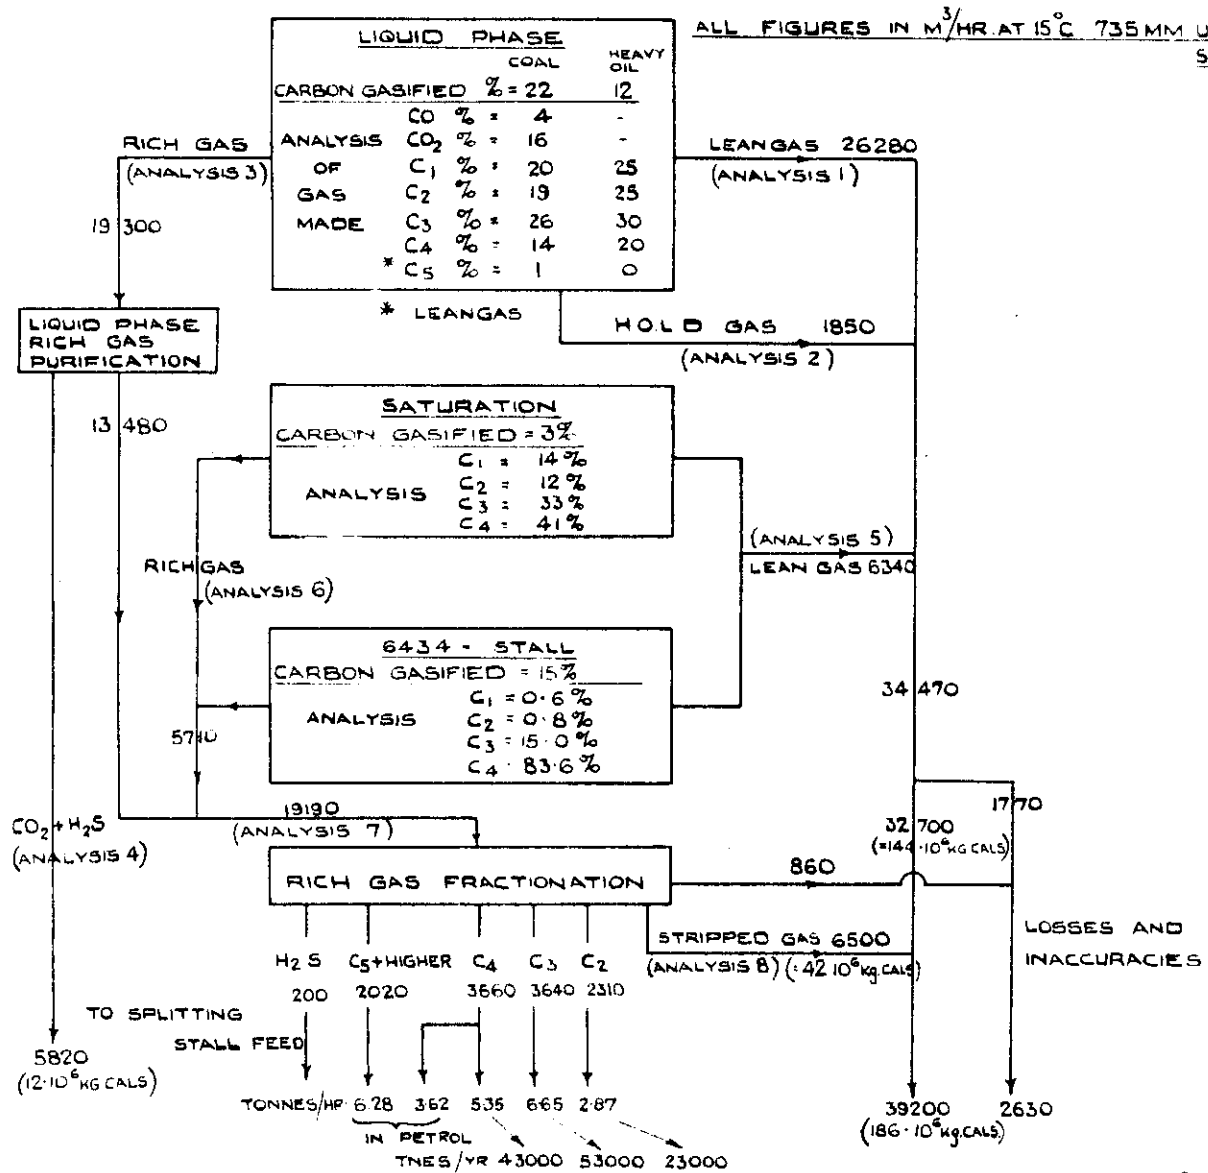 ALL FIGURES IN M³/HR. AT 15°C 735 MM U
S
LIQUID PHASE
COAL HEAVY OIL
CARBON GASIFIED % = 22 12
CO % = 4 -
ANALYSIS CO₂ % = 16 -
OF C₁ % = 20 25
GAS C₂ % = 19 25
MADE C₃ % = 26 30
C₄ % = 14 20
* C₅ % = 1 0
* LEANGAS
RICH GAS
(ANALYSIS 3)
19 300
LEANGAS 26280
(ANALYSIS 1)
LIQUID PHASE
RICH GAS
PURIFICATION
H.O.L D GAS 1850
(ANALYSIS 2)
13 480
SATURATION
CARBON GASIFIED = 3%
C₁ = 14%
ANALYSIS C₂ = 12%
C₃ = 33%
C₄ = 41%
(ANALYSIS 5)
LEAN GAS 6340
RICH GAS
(ANALYSIS 6)
6434 - STALL
CARBON GASIFIED = 15%
C₁ = 0.6%
ANALYSIS C₂ = 0.8%
C₃ = 15.0%
C₄ . 83.6%
34 470
5710
1770
19190
(ANALYSIS 7)
CO₂ + H₂S
(ANALYSIS 4)
32 700
(=144·10⁶ KG CALS)
RICH GAS FRACTIONATION
860
STRIPPED GAS 6500
(ANALYSIS 8) (=42 10⁶ kg.CALS)
LOSSES AND
INACCURACIES
H₂S C₅+HIGHER C₄ C₃ C₂
200 2020 3660 3640 2310
TO SPLITTING
STALL FEED
5820
(12·10⁶ KG CALS)
TONNES/HR. 6.28 3.62 5.35 6.65 2.87
IN PETROL
TNES/YR 43000 53000 23000
39200
(186·10⁶ kg.CALS.)
2630